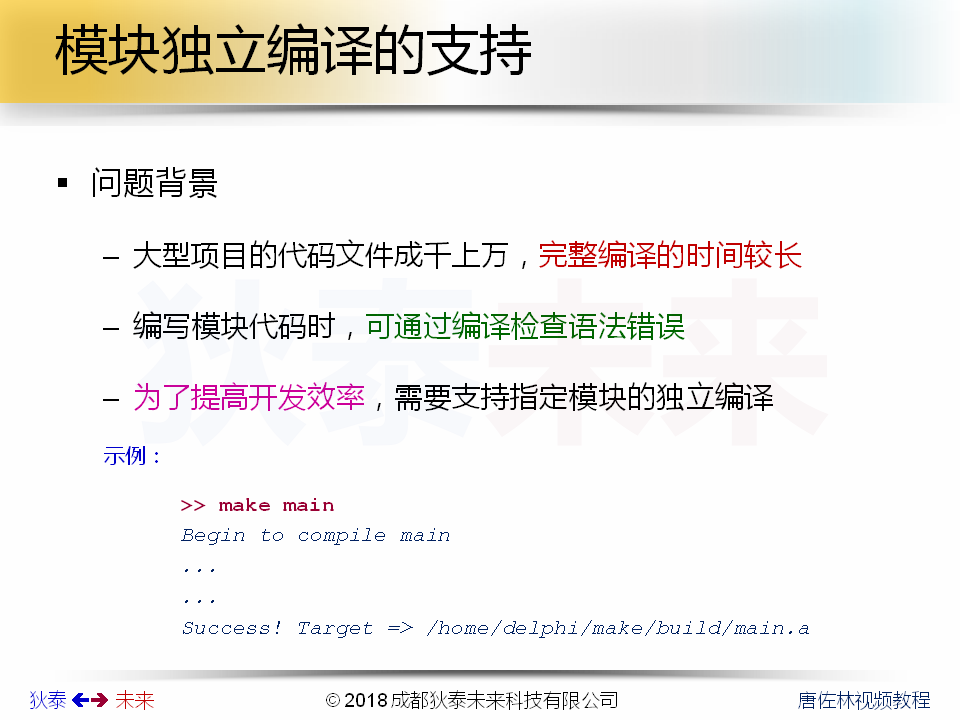 模块独立编译的支持
▪ 问题背景
– 大型项目的代码文件成千上万，完整编译的时间较长
– 编写模块代码时，可通过编译检查语法错误
– 为了提高开发效率，需要支持指定模块的独立编译
示例：
>> make main
Begin to compile main
...
...
Success! Target => /home/delphi/make/build/main.a
狄泰未来
狄泰 🡸🡺 未来 © 2018 成都狄泰未来科技有限公司 唐佐林视频教程